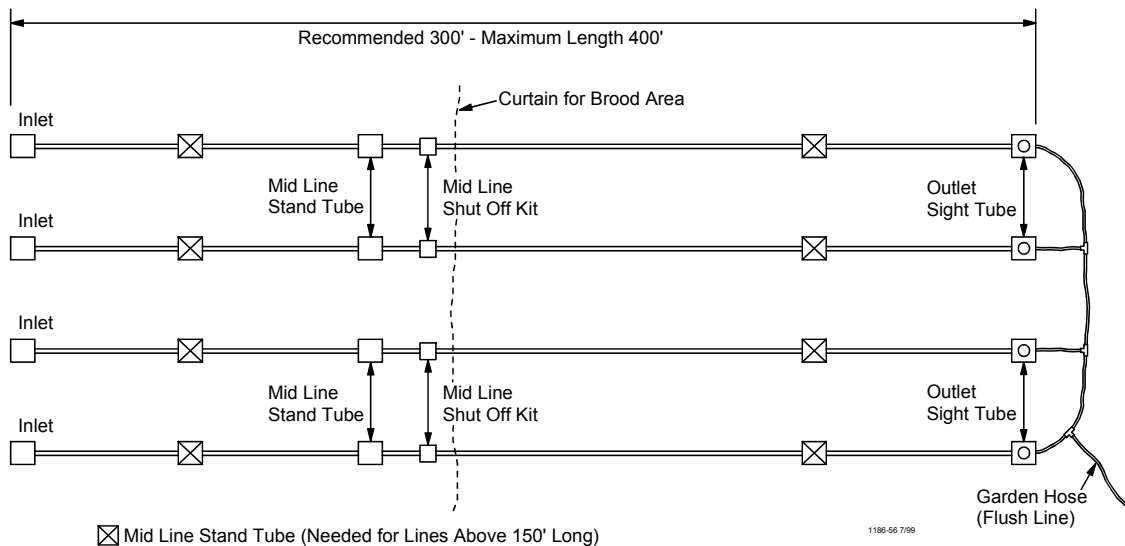 Recommended 300' - Maximum Length 400'
Curtain for Brood Area
Inlet
Mid Line
Stand Tube
Mid Line
Shut Off Kit
Outlet
Sight Tube
Inlet
Inlet
Mid Line
Stand Tube
Mid Line
Shut Off Kit
Outlet
Sight Tube
Inlet
Garden Hose
(Flush Line)
Mid Line Stand Tube (Needed for Lines Above 150' Long)
1186-56 7/99